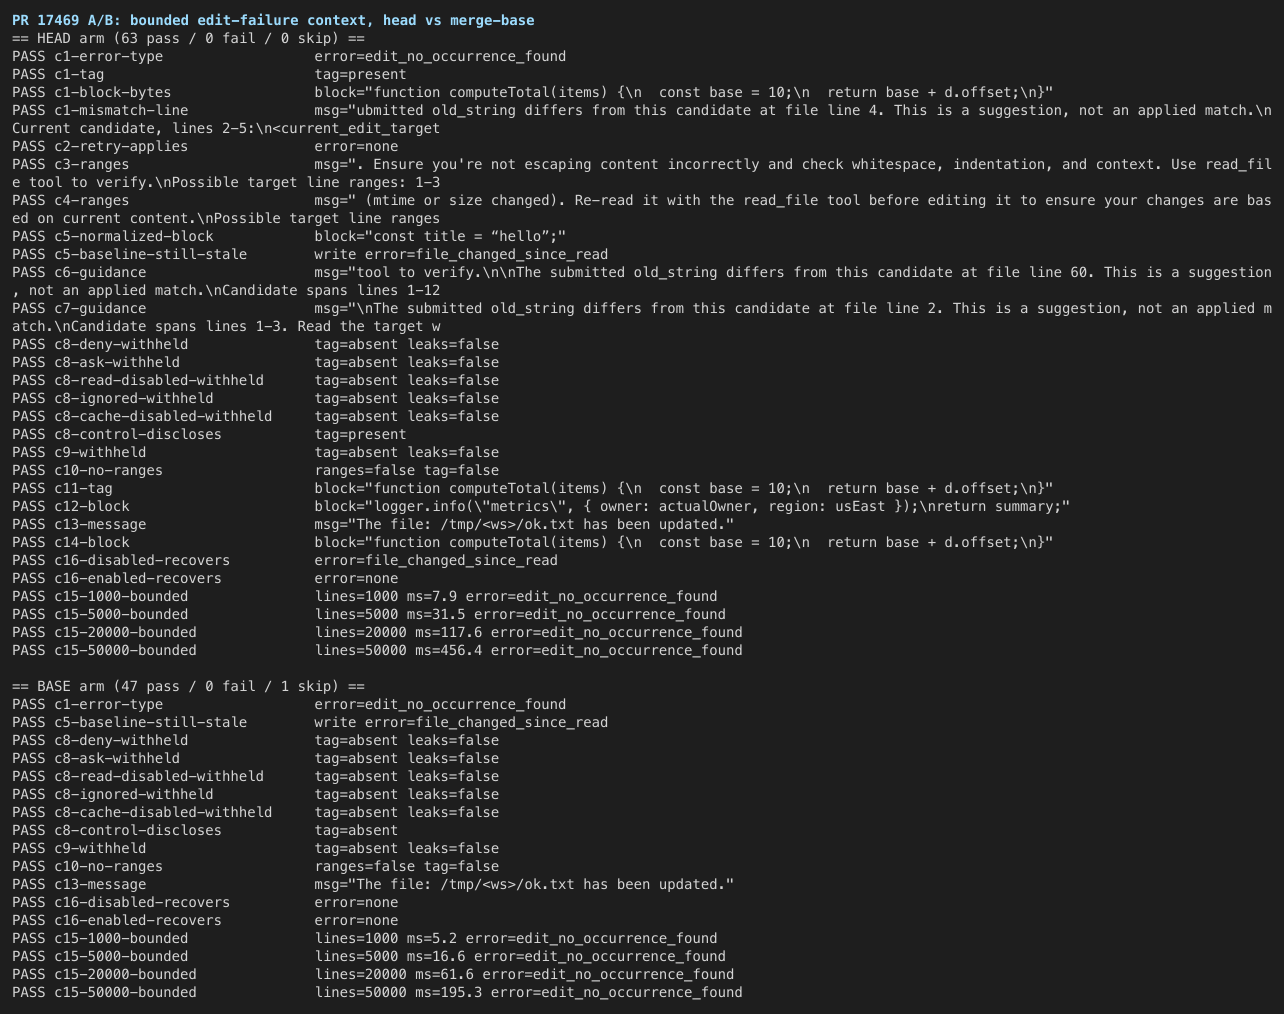 PR 17469 A/B: bounded edit-failure context, head vs merge-base
== HEAD arm (63 pass / 0 fail / 0 skip) ==
PASS c1-error-type                  error=edit_no_occurrence_found
PASS c1-tag                         tag=present
PASS c1-block-bytes                 block="function computeTotal(items) {\n  const base = 10;\n  return base + d.offset;\n}"
PASS c1-mismatch-line               msg="ubmitted old_string differs from this candidate at file line 4. This is a suggestion, not an applied match.\n
Current candidate, lines 2-5:\n<current_edit_target
PASS c2-retry-applies               error=none
PASS c3-ranges                      msg=". Ensure you're not escaping content incorrectly and check whitespace, indentation, and context. Use read_fil
e tool to verify.\nPossible target line ranges: 1-3
PASS c4-ranges                      msg=" (mtime or size changed). Re-read it with the read_file tool before editing it to ensure your changes are bas
ed on current content.\nPossible target line ranges
PASS c5-normalized-block            block="const title = “hello”;"
PASS c5-baseline-still-stale        write error=file_changed_since_read
PASS c6-guidance                    msg="tool to verify.\n\nThe submitted old_string differs from this candidate at file line 60. This is a suggestion
, not an applied match.\nCandidate spans lines 1-12
PASS c7-guidance                    msg="\nThe submitted old_string differs from this candidate at file line 2. This is a suggestion, not an applied m
atch.\nCandidate spans lines 1-3. Read the target w
PASS c8-deny-withheld               tag=absent leaks=false
PASS c8-ask-withheld                tag=absent leaks=false
PASS c8-read-disabled-withheld      tag=absent leaks=false
PASS c8-ignored-withheld            tag=absent leaks=false
PASS c8-cache-disabled-withheld     tag=absent leaks=false
PASS c8-control-discloses           tag=present
PASS c9-withheld                    tag=absent leaks=false
PASS c10-no-ranges                  ranges=false tag=false
PASS c11-tag                        block="function computeTotal(items) {\n  const base = 10;\n  return base + d.offset;\n}"
PASS c12-block                      block="logger.info(\"metrics\", { owner: actualOwner, region: usEast });\nreturn summary;"
PASS c13-message                    msg="The file: /tmp/<ws>/ok.txt has been updated."
PASS c14-block                      block="function computeTotal(items) {\n  const base = 10;\n  return base + d.offset;\n}"
PASS c16-disabled-recovers          error=file_changed_since_read
PASS c16-enabled-recovers           error=none
PASS c15-1000-bounded               lines=1000 ms=7.9 error=edit_no_occurrence_found
PASS c15-5000-bounded               lines=5000 ms=31.5 error=edit_no_occurrence_found
PASS c15-20000-bounded              lines=20000 ms=117.6 error=edit_no_occurrence_found
PASS c15-50000-bounded              lines=50000 ms=456.4 error=edit_no_occurrence_found

== BASE arm (47 pass / 0 fail / 1 skip) ==
PASS c1-error-type                  error=edit_no_occurrence_found
PASS c5-baseline-still-stale        write error=file_changed_since_read
PASS c8-deny-withheld               tag=absent leaks=false
PASS c8-ask-withheld                tag=absent leaks=false
PASS c8-read-disabled-withheld      tag=absent leaks=false
PASS c8-ignored-withheld            tag=absent leaks=false
PASS c8-cache-disabled-withheld     tag=absent leaks=false
PASS c8-control-discloses           tag=absent
PASS c9-withheld                    tag=absent leaks=false
PASS c10-no-ranges                  ranges=false tag=false
PASS c13-message                    msg="The file: /tmp/<ws>/ok.txt has been updated."
PASS c16-disabled-recovers          error=none
PASS c16-enabled-recovers           error=none
PASS c15-1000-bounded               lines=1000 ms=5.2 error=edit_no_occurrence_found
PASS c15-5000-bounded               lines=5000 ms=16.6 error=edit_no_occurrence_found
PASS c15-20000-bounded              lines=20000 ms=61.6 error=edit_no_occurrence_found
PASS c15-50000-bounded              lines=50000 ms=195.3 error=edit_no_occurrence_found